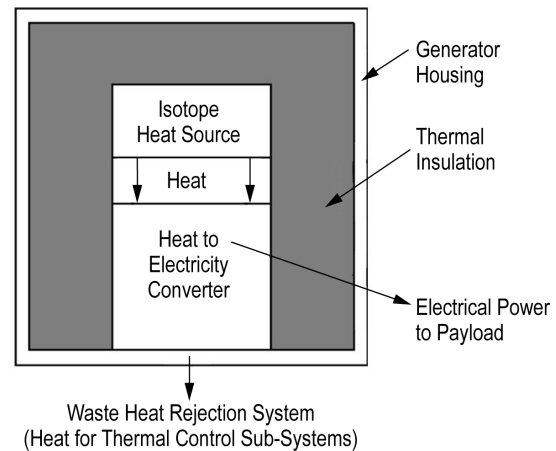 Generator
Housing
Isotope
Heat Source
Thermal
Insulation
Heat
Heat to
Electricity
Converter
Electrical Power
to Payload
Waste Heat Rejection System
(Heat for Thermal Control Sub-Systems)